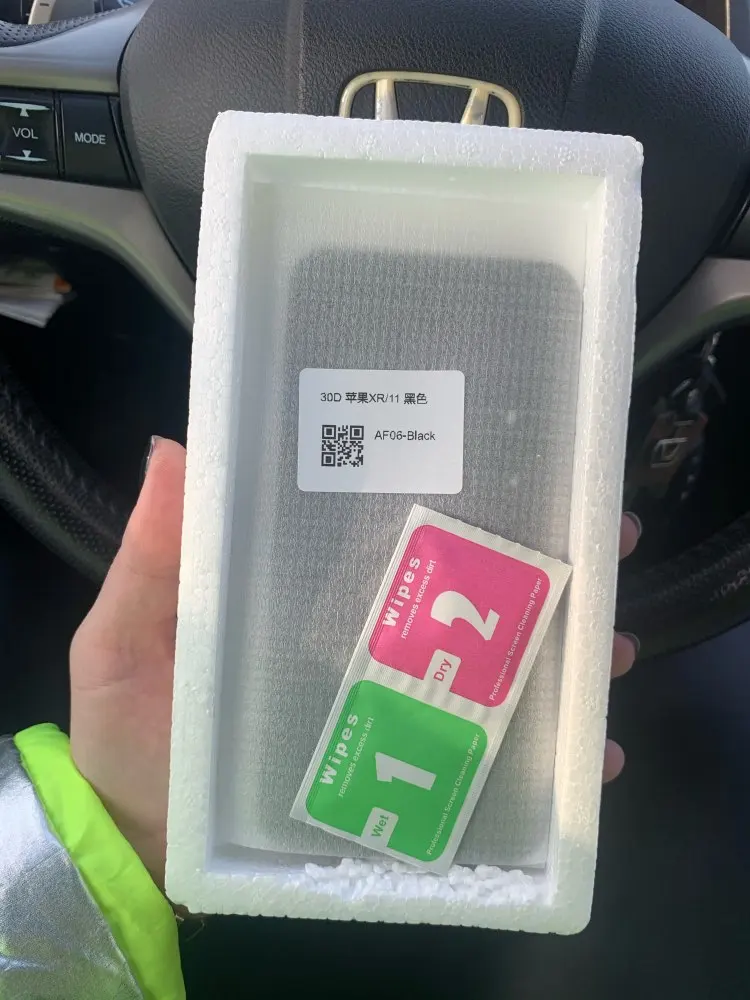 VOL
MODE
30D 苹果XR/11 黑色
AF06-Black
Wipes
removes excess dirt
2
Dry
Professional Screen Cleaning Paper
Wipes
removes excess dirt
1
Wet
Professional Screen Cleaning Paper